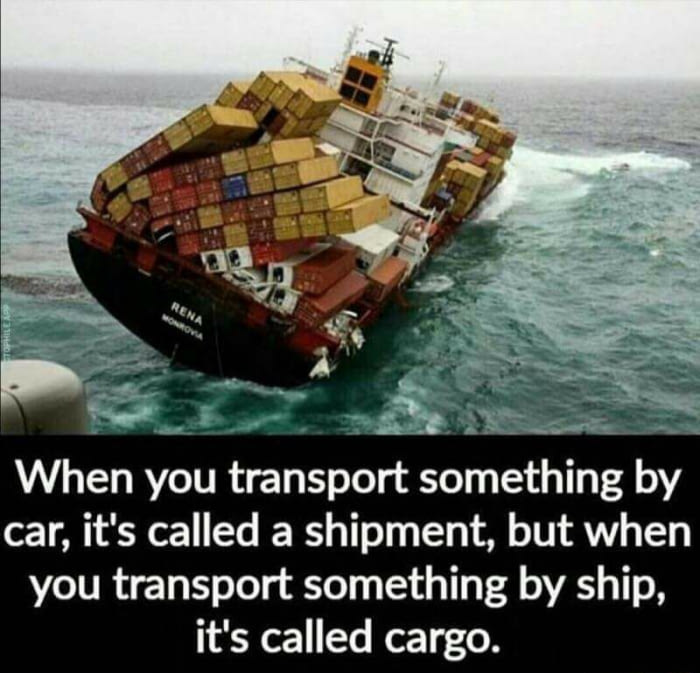 RENA
MONROVIA
When you transport something by
car, it's called a shipment, but when
you transport something by ship,
it's called cargo.